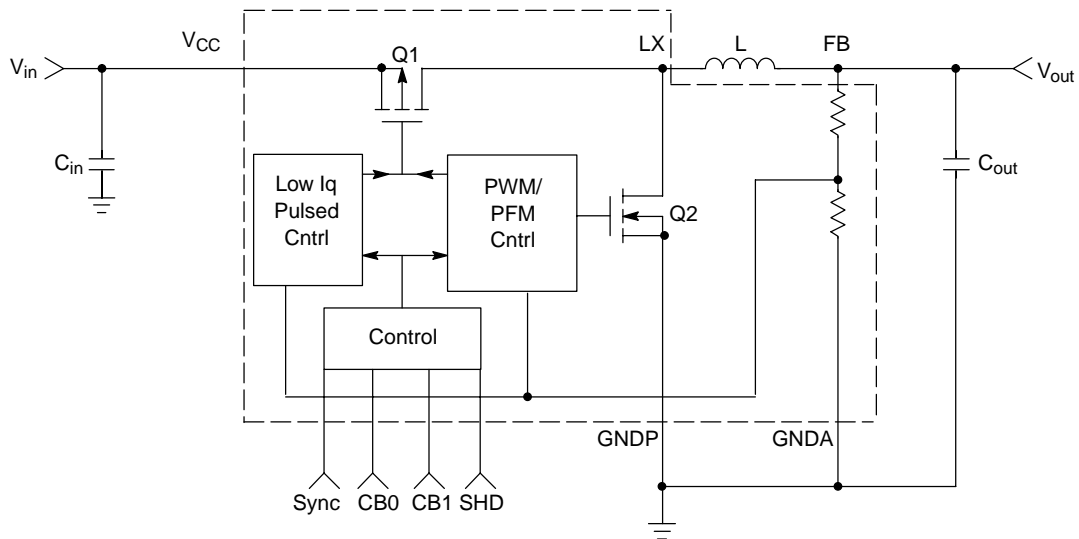 V_CC
Q1
LX
L
FB
V_in
V_out
C_in
Low Iq
Pulsed
Cntrl
PWM/
PFM
Cntrl
Q2
C_out
Control
GNDP
GNDA
Sync
CB0
CB1
SHD